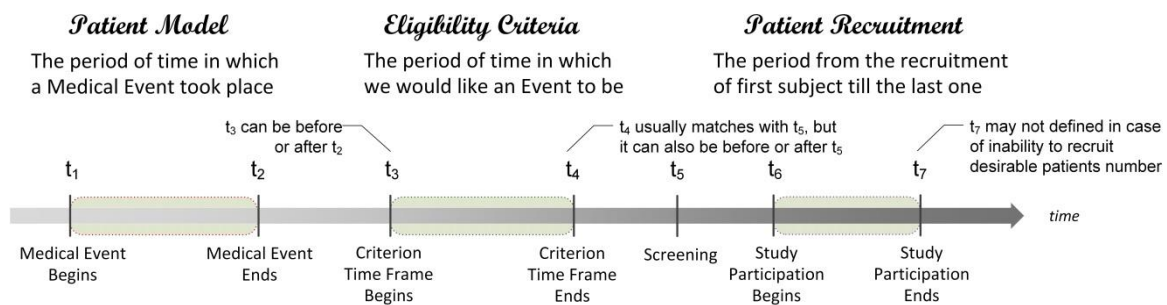 Patient Model
The period of time in which
a Medical Event took place
Eligibility Criteria
The period of time in which
we would like an Event to be
Patient Recruitment
The period from the recruitment
of first subject till the last one
t3 can be before
or after t2
t4 usually matches with t5, but
it can also be before or after t5
t7 may not defined in case
of inability to recruit
desirable patients number
t1
t2
t3
t4
t5
t6
t7
time
Medical Event
Begins
Medical Event
Ends
Criterion
Time Frame
Begins
Criterion
Time Frame
Ends
Screening
Study
Participation
Begins
Study
Participation
Ends